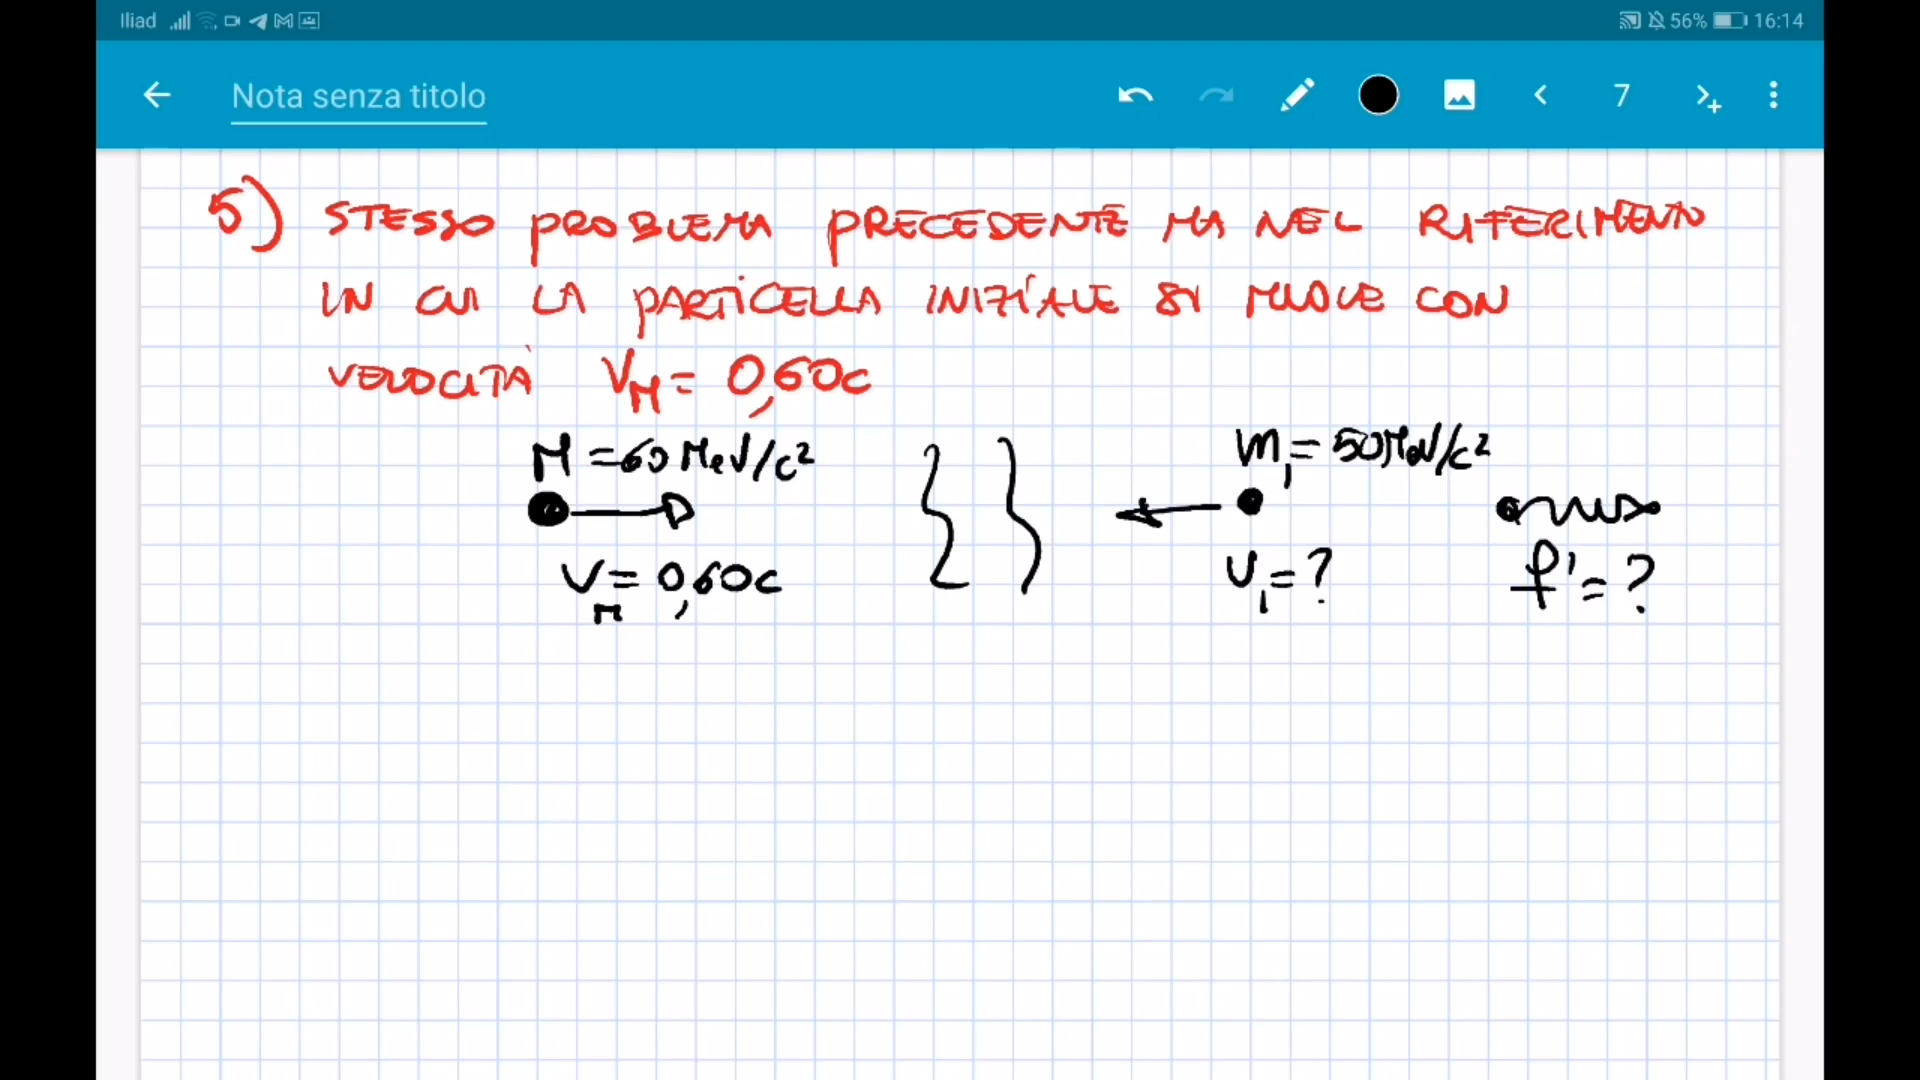 Iliad 56% 16:14
Nota senza titolo 7
5) STESSO PROBLEMA PRECEDENTE MA NEL RIFERIMENTO
IN CUI LA PARTICELLA INIZIALE SI MUOVE CON
VELOCITÀ V_M = 0,60c
M = 60 MeV/c² m₁ = 50 MeV/c²
V_M = 0,60c v₁ = ? f' = ?